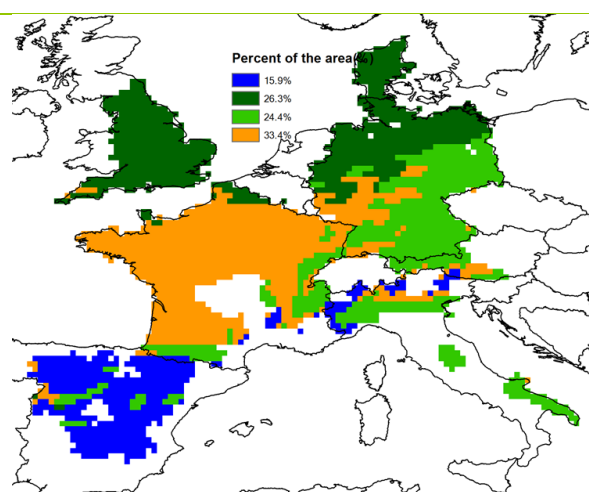 Percent of the area(%)
15.9%
26.3%
24.4%
33.4%